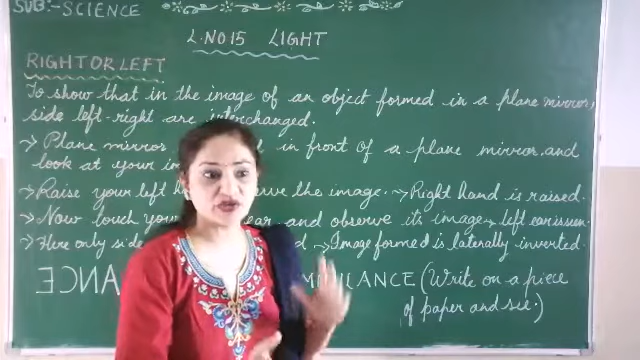 SUB:- SCIENCE
L.NO15 LIGHT
RIGHT OR LEFT
To show that in the image of an object formed in a plane mirror,
side left-right are interchanged.
→ Plane mirror in front of a plane mirror and
look at your
→ Raise your left the image. → Right hand is raised.
→ Now touch ear and observe its image → left ear is seen.
→ Here only side → Image formed is laterally inverted.
(Write on a piece
of paper and see.)